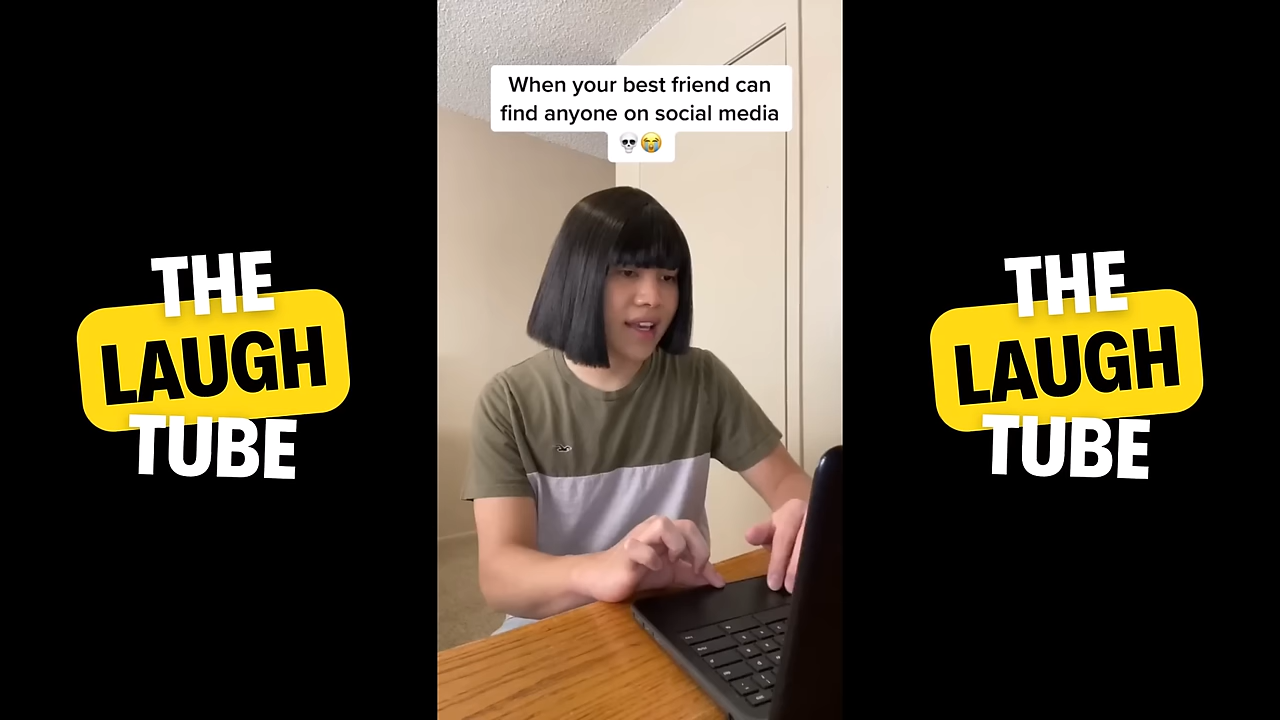 When your best friend can
find anyone on social media
💀😭
THE
LAUGH
TUBE
THE
LAUGH
TUBE